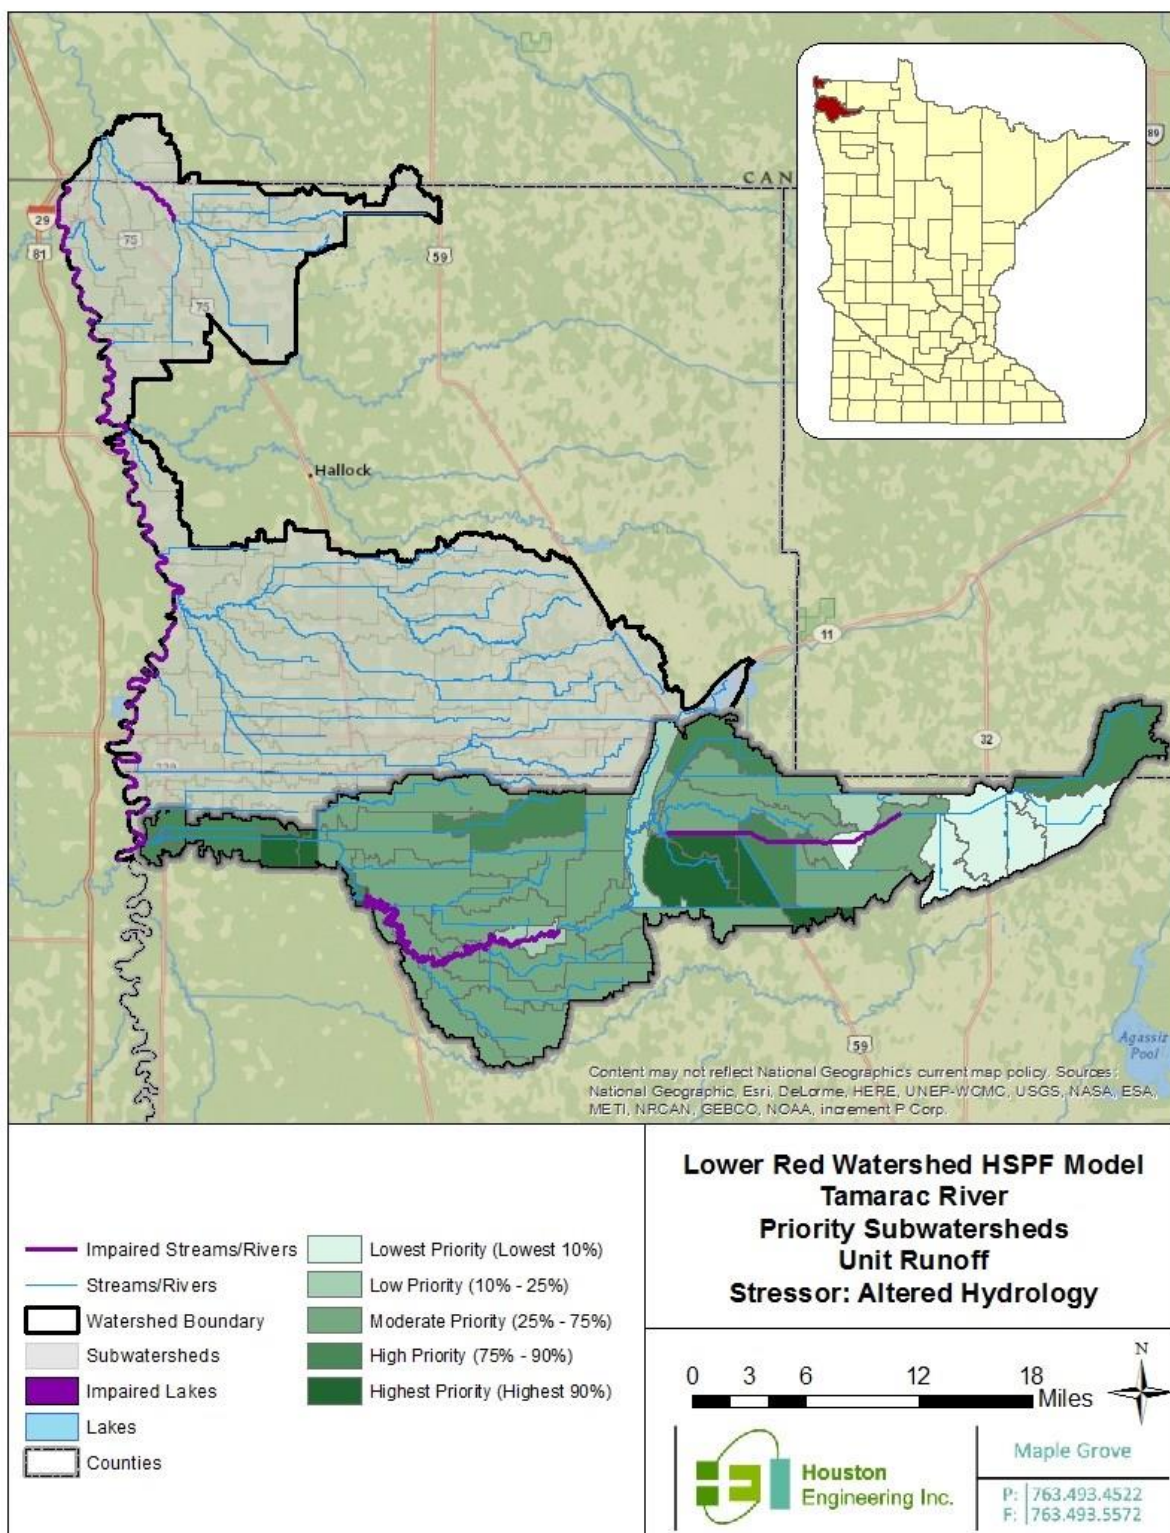 CAN
89
29
75
81
59
75
Hallock
11
32
59
Agassiz
Pool
Content may not reflect National Geographic's current map policy. Sources:
National Geographic, Esri, DeLorme, HERE, UNEP-WCMC, USGS, NASA, ESA,
METI, NRCAN, GEBCO, NOAA, increment P Corp.
Lower Red Watershed HSPF Model
Tamarac River
Priority Subwatersheds
Unit Runoff
Stressor: Altered Hydrology
Impaired Streams/Rivers
Streams/Rivers
Watershed Boundary
Subwatersheds
Impaired Lakes
Lakes
Counties
Lowest Priority (Lowest 10%)
Low Priority (10% - 25%)
Moderate Priority (25% - 75%)
High Priority (75% - 90%)
Highest Priority (Highest 90%)
0 3 6 12 18
Miles
N
Houston
Engineering Inc.
Maple Grove
P: 763.493.4522
F: 763.493.5572